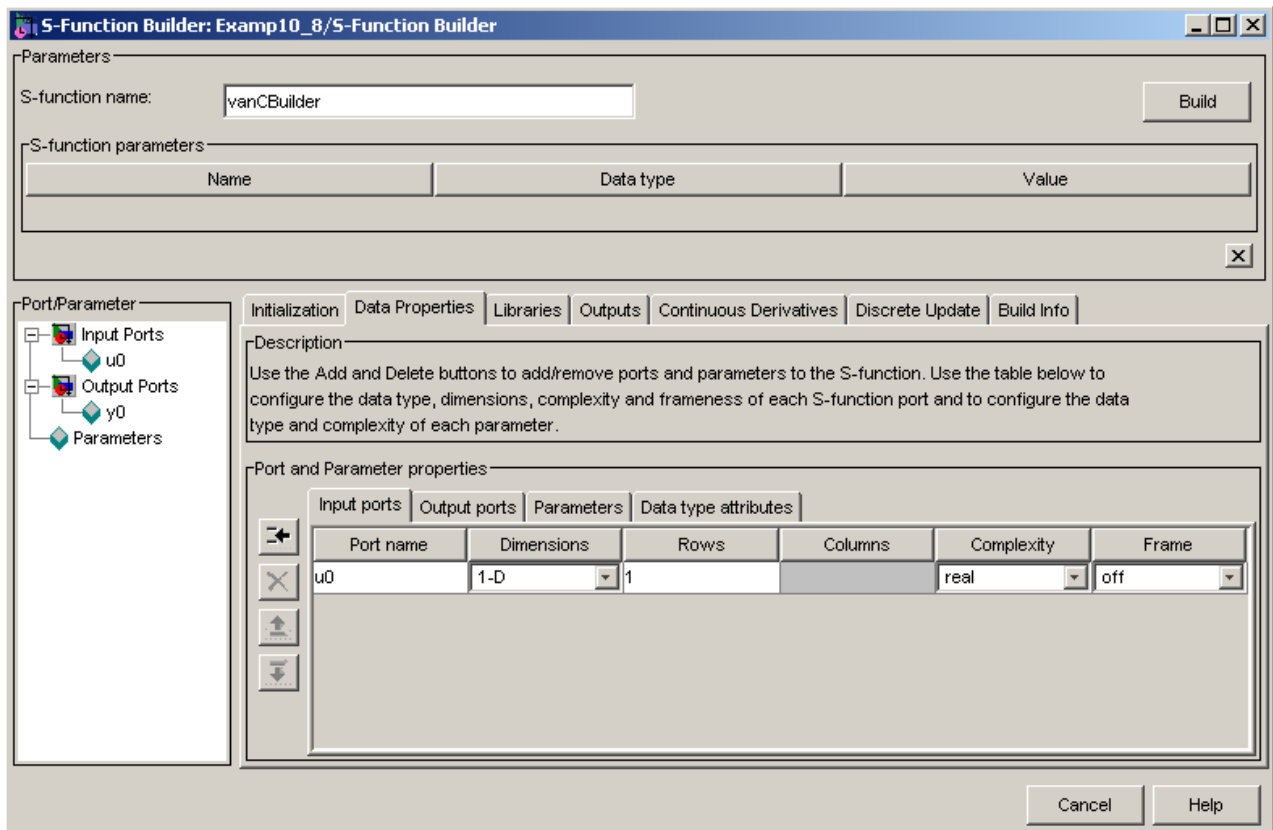 S-Function Builder: Examp10_8/S-Function Builder
Parameters
S-function name:
vanCBuilder
Build
S-function parameters
Name Data type Value
Port/Parameter
Input Ports
u0
Output Ports
y0
Parameters
Initialization Data Properties Libraries Outputs Continuous Derivatives Discrete Update Build Info
Description
Use the Add and Delete buttons to add/remove ports and parameters to the S-function. Use the table below to
configure the data type, dimensions, complexity and frameness of each S-function port and to configure the data
type and complexity of each parameter.
Port and Parameter properties
Input ports Output ports Parameters Data type attributes
Port name Dimensions Rows Columns Complexity Frame
u0 1-D 1 real off
Cancel Help